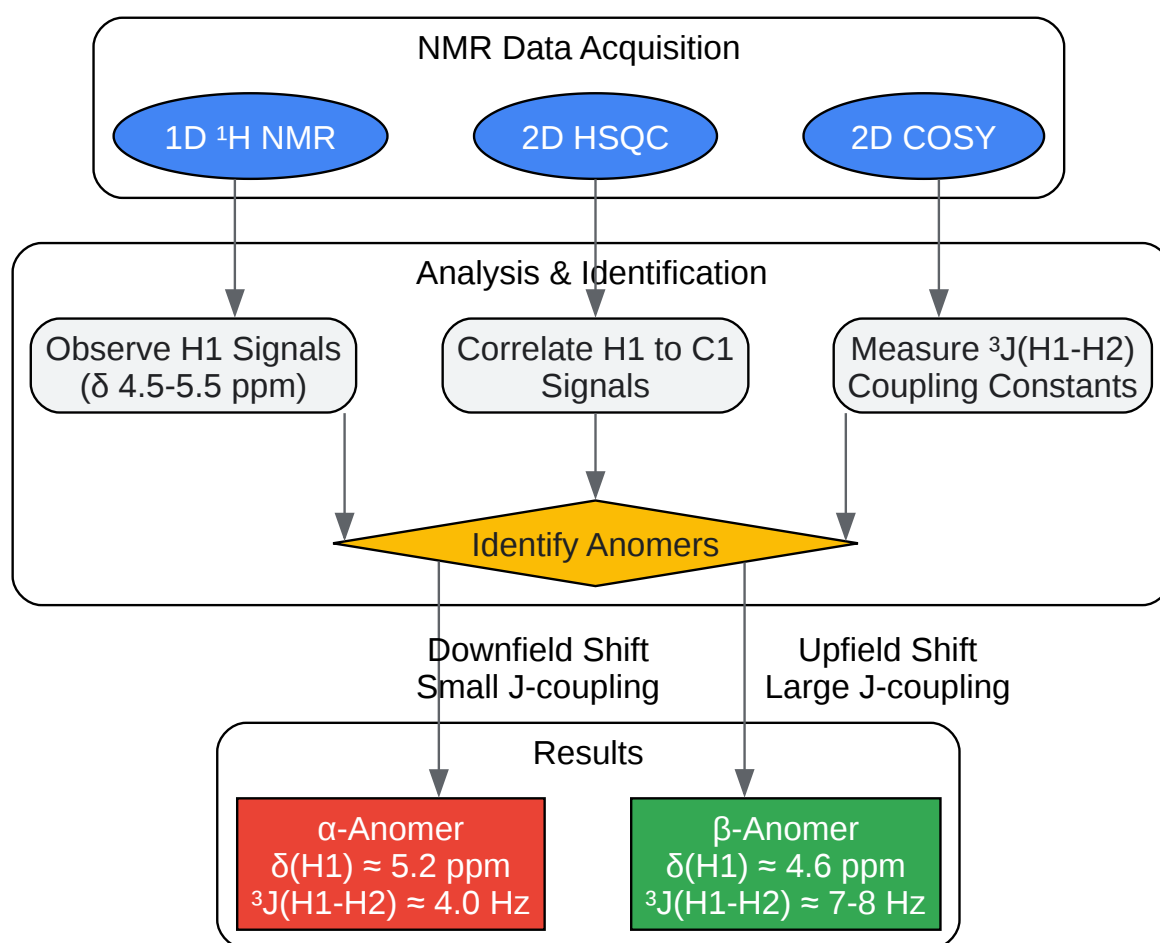 NMR Data Acquisition
1D ¹H NMR
2D HSQC
2D COSY
Analysis & Identification
Observe H1 Signals
(δ 4.5-5.5 ppm)
Correlate H1 to C1
Signals
Measure ³J(H1-H2)
Coupling Constants
Identify Anomers
Downfield Shift
Small J-coupling
Upfield Shift
Large J-coupling
Results
α-Anomer
δ(H1) ≈ 5.2 ppm
³J(H1-H2) ≈ 4.0 Hz
β-Anomer
δ(H1) ≈ 4.6 ppm
³J(H1-H2) ≈ 7-8 Hz